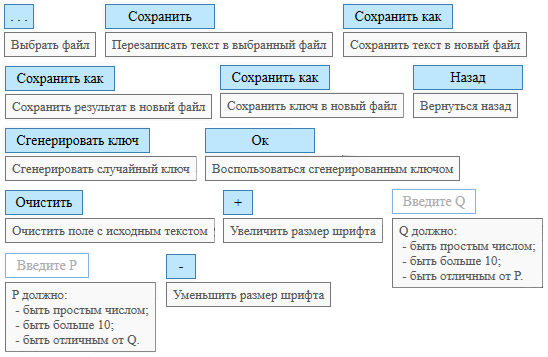 . . .
Сохранить
Сохранить как
Выбрать файл
Перезаписать текст в выбранный файл
Сохранить текст в новый файл
Сохранить как
Сохранить как
Назад
Сохранить результат в новый файл
Сохранить ключ в новый файл
Вернуться назад
Сгенерировать ключ
Ок
Сгенерировать случайный ключ
Воспользоваться сгенерированным ключом
Очистить
+
Введите Q
Очистить поле с исходным текстом
Увеличить размер шрифта
Q должно:
- быть простым числом;
- быть больше 10;
- быть отличным от P.
Введите P
-
P должно:
- быть простым числом;
- быть больше 10;
- быть отличным от Q.
Уменьшить размер шрифта